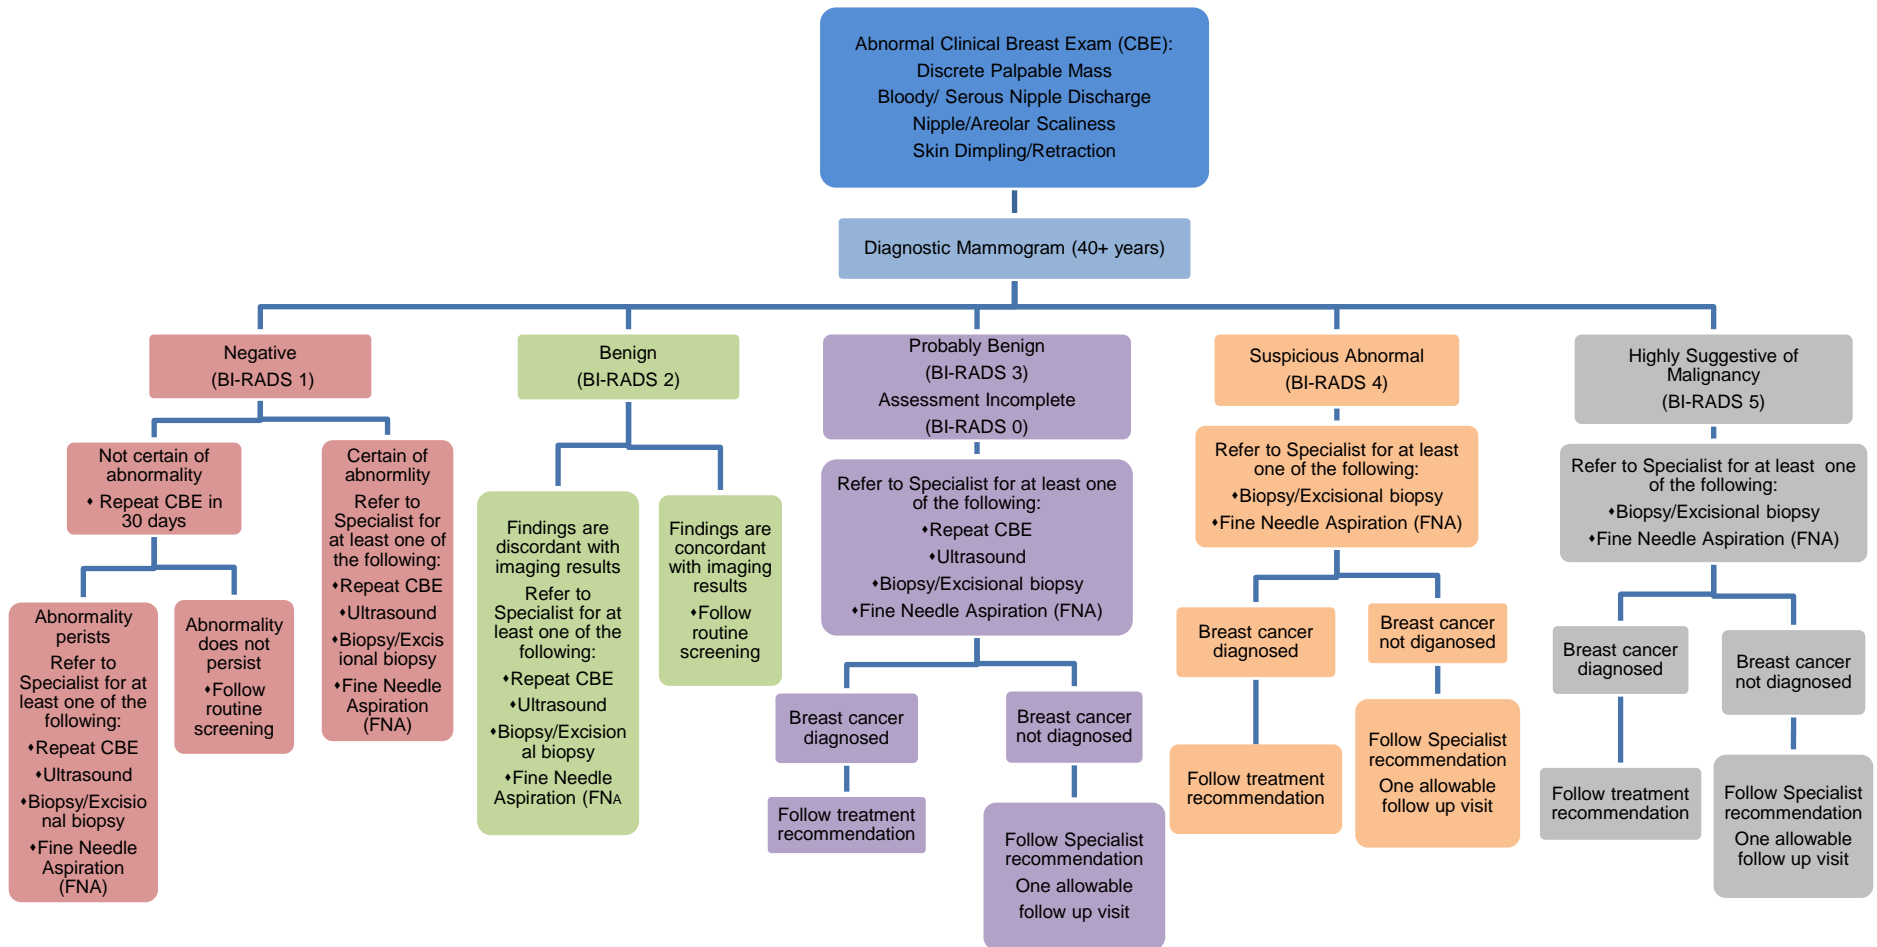 Abnormal Clinical Breast Exam (CBE):
Discrete Palpable Mass
Bloody/ Serous Nipple Discharge
Nipple/Areolar Scaliness
Skin Dimpling/Retraction
Diagnostic Mammogram (40+ years)
Negative
(BI-RADS 1)
Not certain of
abnormality
♦ Repeat CBE in
30 days
Abnormality
perists
Refer to
Specialist for at
least one of the
following:
♦Repeat CBE
♦Ultrasound
♦Biopsy/Excisio
nal biopsy
♦Fine Needle
Aspiration
(FNA)
Abnormality
does not
persist
♦Follow
routine
screening
Certain of
abnormlity
Refer to
Specialist for
at least one of
the following:
♦Repeat CBE
♦Ultrasound
♦Biopsy/Excis
ional biopsy
♦Fine Needle
Aspiration
(FNA)
Benign
(BI-RADS 2)
Findings are
discordant with
imaging results
Refer to
Specialist for at
least one of the
following:
♦Repeat CBE
♦Ultrasound
♦Biopsy/Excision
al biopsy
♦Fine Needle
Aspiration (FNA
Findings are
concordant
with imaging
results
♦Follow
routine
screening
Probably Benign
(BI-RADS 3)
Assessment Incomplete
(BI-RADS 0)
Refer to Specialist for at least one
of the following:
♦Repeat CBE
♦Ultrasound
♦Biopsy/Excisional biopsy
♦Fine Needle Aspiration (FNA)
Breast cancer
diagnosed
Follow treatment
recommendation
Breast cancer
not diagnosed
Follow Specialist
recommendation
One allowable
follow up visit
Suspicious Abnormal
(BI-RADS 4)
Refer to Specialist for at least
one of the following:
♦Biopsy/Excisional biopsy
♦Fine Needle Aspiration (FNA)
Breast cancer
diagnosed
Follow treatment
recommendation
Breast cancer
not diganosed
Follow Specialist
recommendation
One allowable
follow up visit
Highly Suggestive of
Malignancy
(BI-RADS 5)
Refer to Specialist for at least  one
of the following:
♦Biopsy/Excisional biopsy
♦Fine Needle Aspiration (FNA)
Breast cancer
diagnosed
Follow treatment
recommendation
Breast cancer
not diagnosed
Follow Specialist
recommendation
One allowable
follow up visit